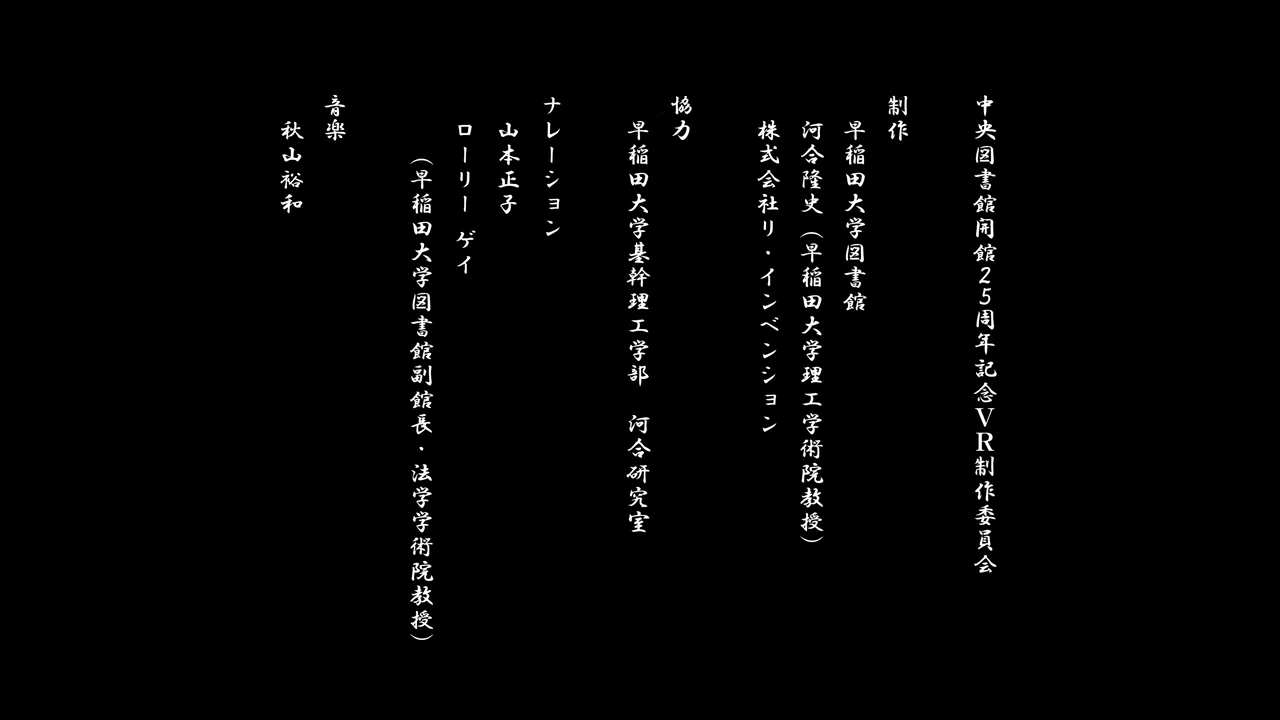 中央図書館開館25周年記念VR制作委員会
制作
早稲田大学図書館
河合隆史（早稲田大学理工学術院教授）
株式会社リ・インベンション
協力
早稲田大学基幹理工学部　河合研究室
ナレーション
山本正子
ローリー ゲイ
（早稲田大学図書館副館長・法学学術院教授）
音楽
秋山裕和